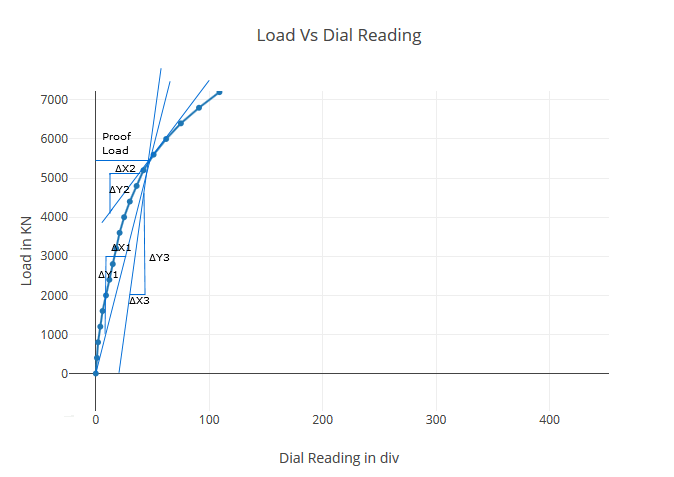 Load Vs Dial Reading
7000
6000
5000
4000
3000
2000
1000
0
Load in KN
Proof
Load
ΔX2
ΔY2
ΔX1
ΔY1
ΔY3
ΔX3
0
100
200
300
400
Dial Reading in div